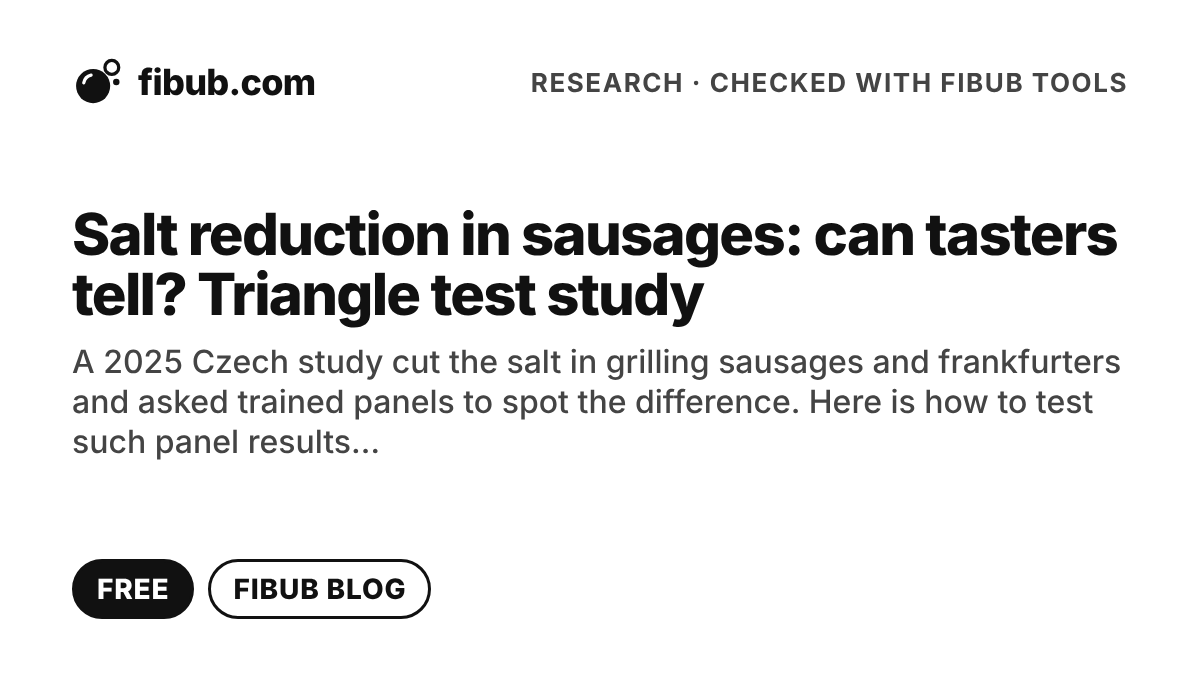 fibub.com
RESEARCH · CHECKED WITH FIBUB TOOLS
Salt reduction in sausages: can tasters
tell? Triangle test study
A 2025 Czech study cut the salt in grilling sausages and frankfurters
and asked trained panels to spot the difference. Here is how to test
such panel results...
FREE
FIBUB BLOG